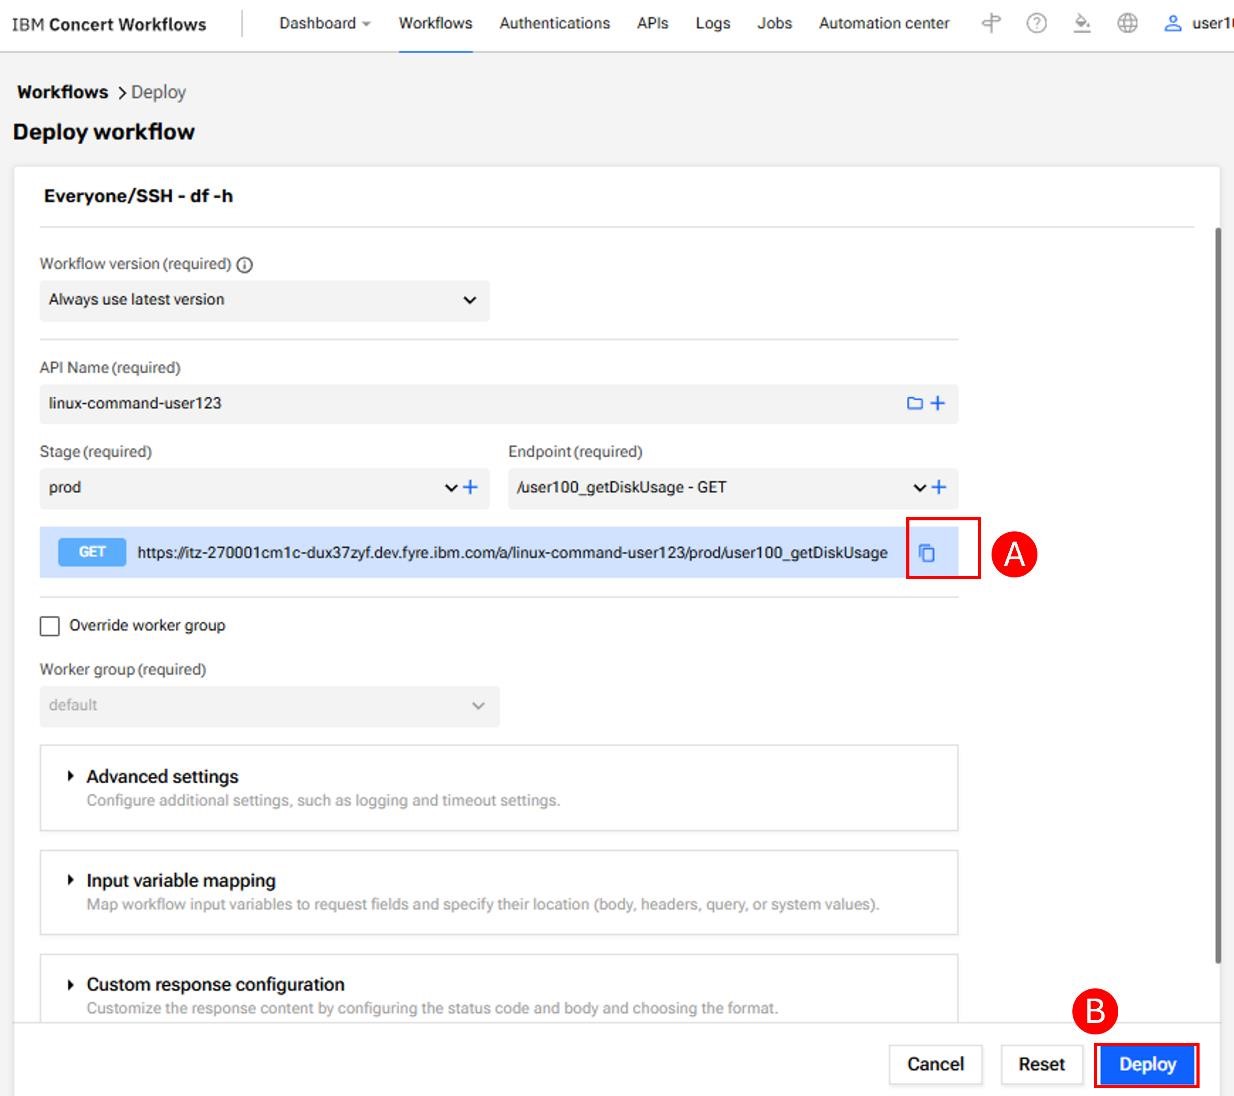 IBM Concert Workflows
Dashboard Workflows Authentications APIs Logs Jobs Automation center user1
Workflows > Deploy
Deploy workflow
Everyone/SSH - df -h
Workflow version (required)
Always use latest version
API Name (required)
linux-command-user123
Stage (required) Endpoint (required)
prod /user100_getDiskUsage - GET
GET https://itz-270001cm1c-dux37zyf.dev.fyre.ibm.com/a/linux-command-user123/prod/user100_getDiskUsage
A
Override worker group
Worker group (required)
default
Advanced settings
Configure additional settings, such as logging and timeout settings.
Input variable mapping
Map workflow input variables to request fields and specify their location (body, headers, query, or system values).
Custom response configuration
Customize the response content by configuring the status code and body and choosing the format.
B
Cancel Reset Deploy